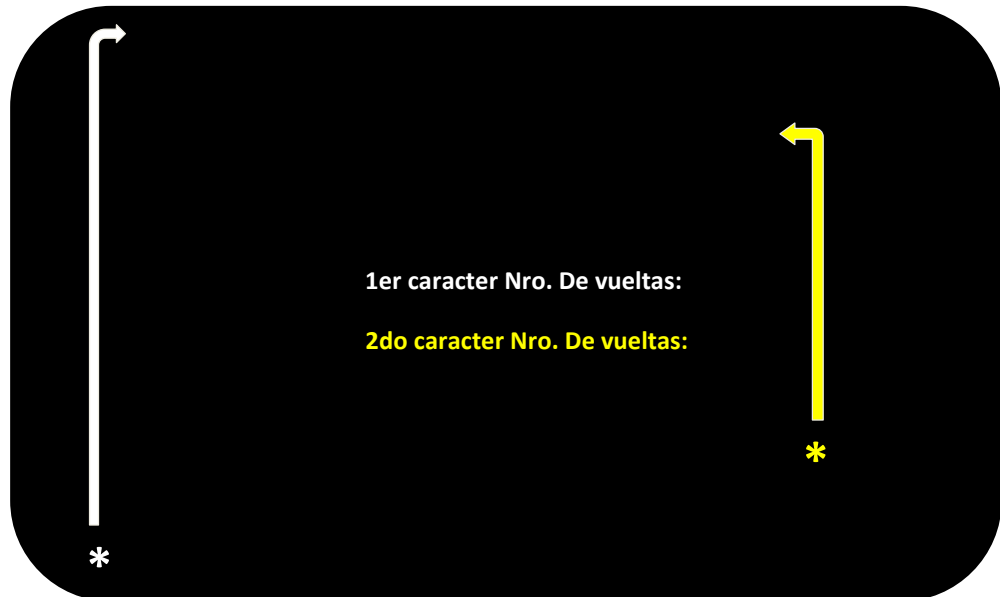 1er caracter Nro. De vueltas:
2do caracter Nro. De vueltas:
*
*